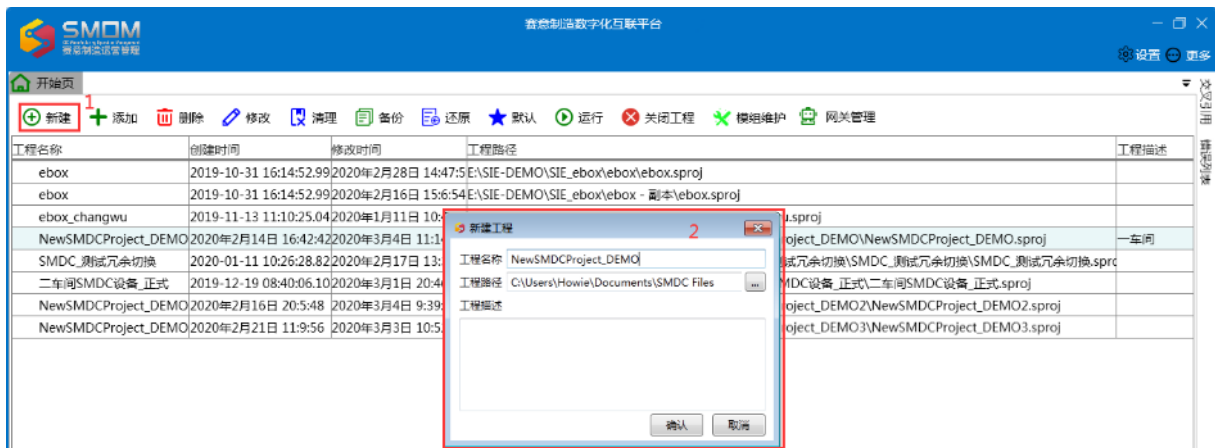 SMOM
赛意制造数字化互联平台
赛意制造运营管理
设置 更多
开始页
1
新建 添加 删除 修改 清理 备份 还原 默认 运行 关闭工程 模组维护 网关管理
交叉引用
错误列表
工程名称 创建时间 修改时间 工程路径 工程描述
ebox 2019-10-31 16:14:52.99 2020年2月28日 14:47:5 E:\SIE-DEMO\SIE_ebox\ebox\ebox.sproj
ebox 2019-10-31 16:14:52.99 2020年2月16日 15:6:54 E:\SIE-DEMO\SIE_ebox\ebox - 副本\ebox.sproj
ebox_changwu 2019-11-13 11:10:25.04 2020年1月11日 10: u.sproj
NewSMDCProject_DEMO 2020年2月14日 16:42:42 2020年3月4日 11:1 oject_DEMO\NewSMDCProject_DEMO.sproj 一车间
SMDC_测试冗余切换 2020-01-11 10:26:28.82 2020年2月17日 13: 试冗余切换\SMDC_测试冗余切换\SMDC_测试冗余切换.spro
二车间SMDC设备_正式 2019-12-19 08:40:06.10 2020年3月1日 20:4 MDC设备_正式\二车间SMDC设备_正式.sproj
NewSMDCProject_DEMO 2020年2月16日 20:5:48 2020年3月4日 9:39: oject_DEMO2\NewSMDCProject_DEMO2.sproj
NewSMDCProject_DEMO 2020年2月21日 11:9:56 2020年3月3日 10:5 oject_DEMO3\NewSMDCProject_DEMO3.sproj
新建工程
2
工程名称 NewSMDCProject_DEMO
工程路径 C:\Users\Howie\Documents\SMDC Files ...
工程描述
确认 取消